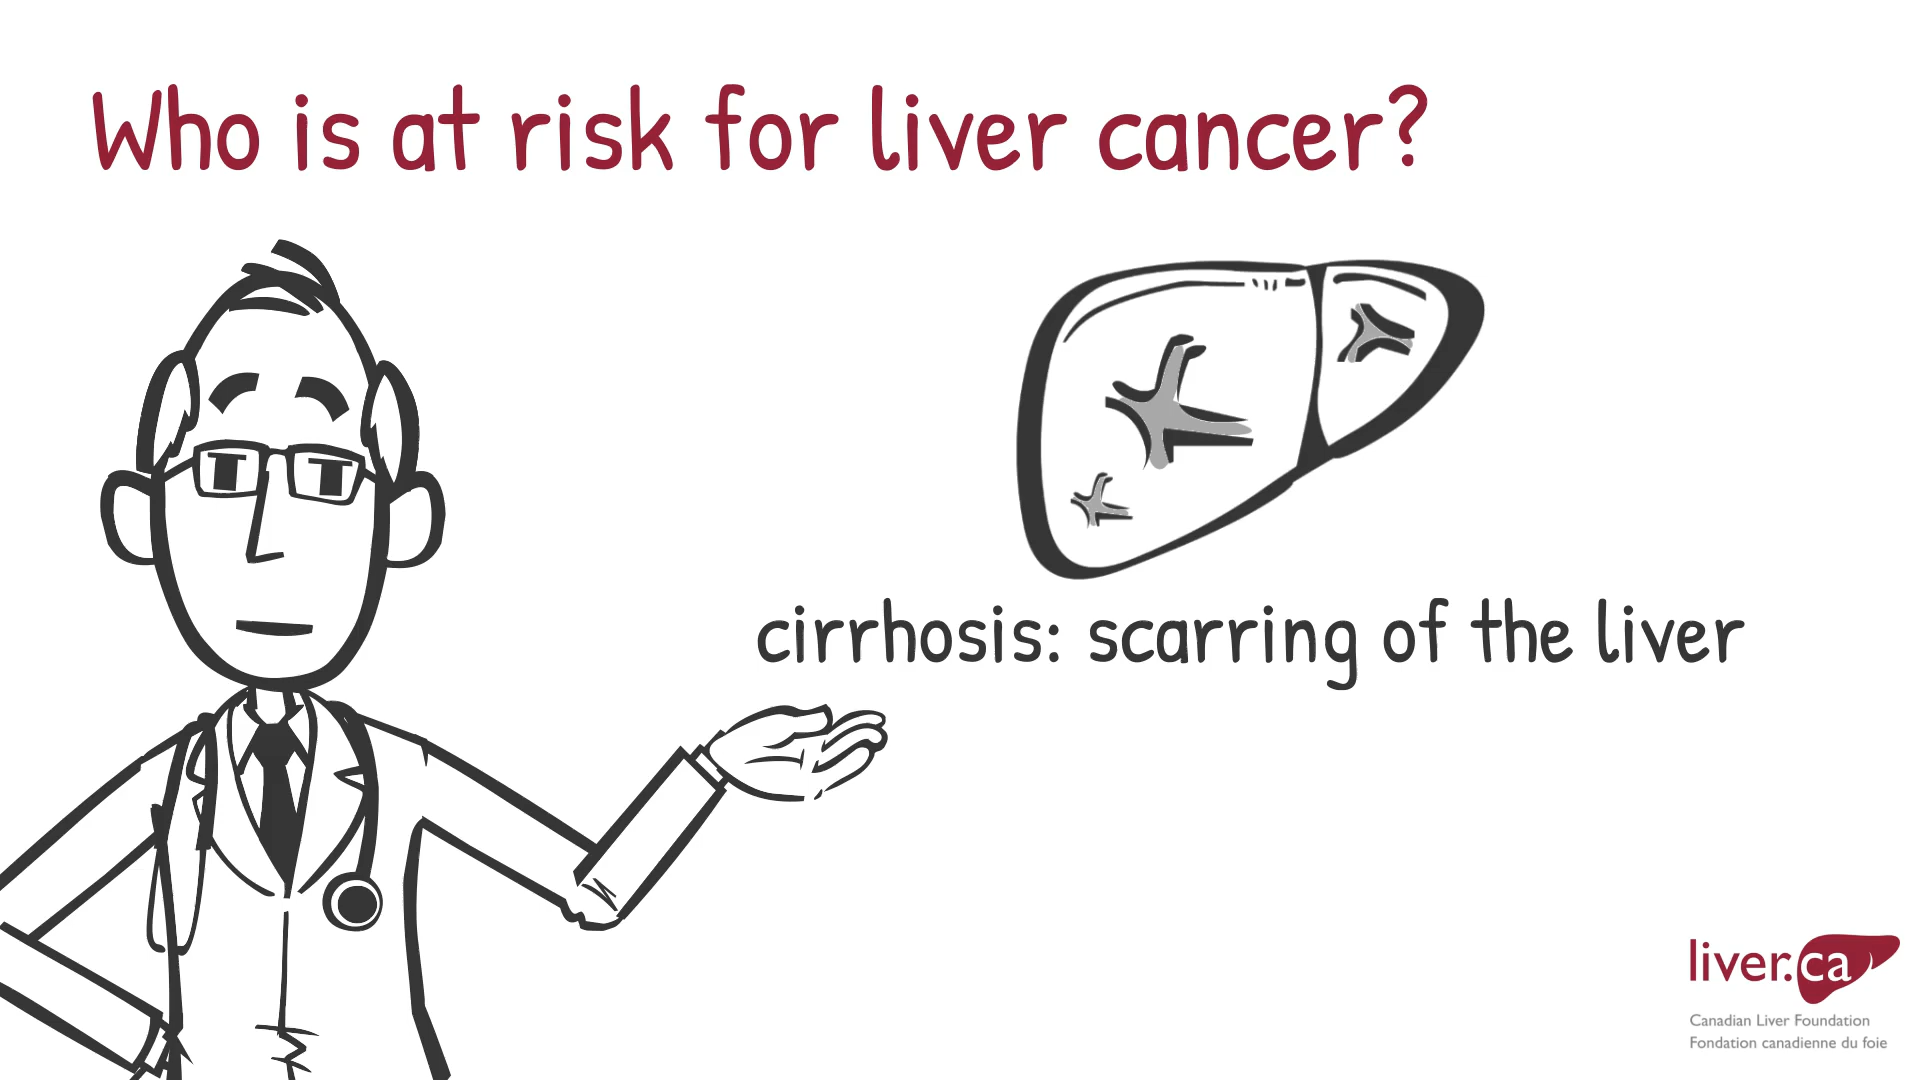 Who is at risk for liver cancer?
cirrhosis: scarring of the liver
liver.ca
Canadian Liver Foundation
Fondation canadienne du foie